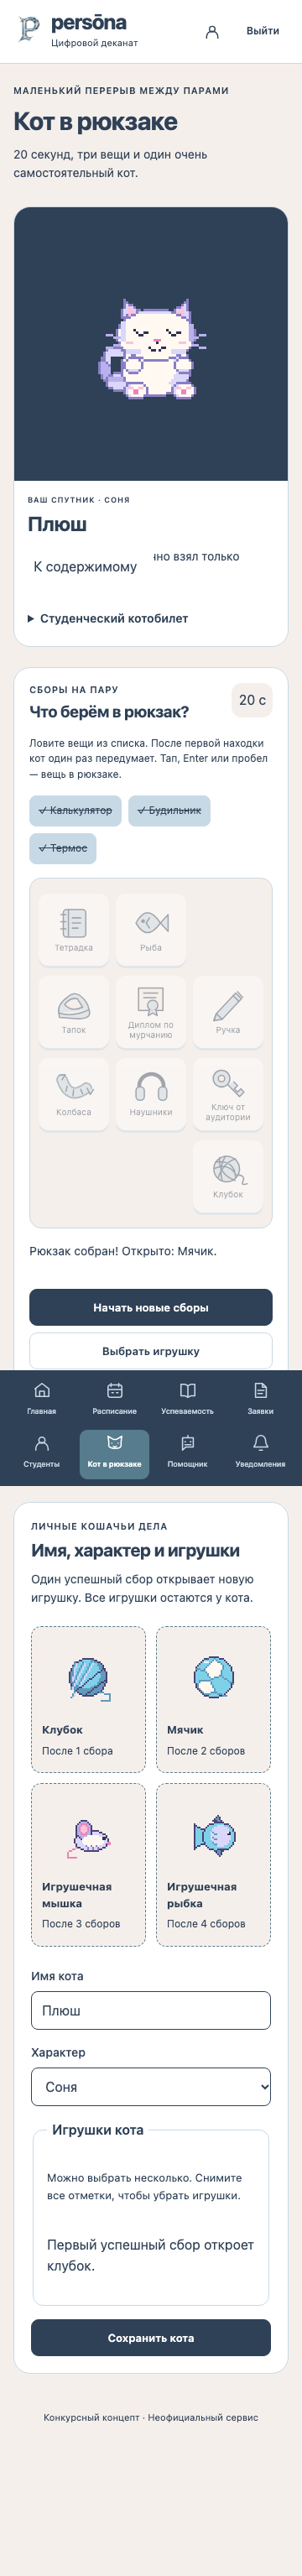 persōna
Цифровой деканат
Выйти
МАЛЕНЬКИЙ ПЕРЕРЫВ МЕЖДУ ПАРАМИ
Кот в рюкзаке
20 секунд, три вещи и один очень
самостоятельный кот.
ВАШ СПУТНИК · СОНЯ
Плюш
но взял только
К содержимому
Студенческий котобилет
СБОРЫ НА ПАРУ
Что берём в рюкзак?
20 с
Ловите вещи из списка. После первой находки
кот один раз передумает. Тап, Enter или пробел
— вещь в рюкзаке.
✓ Калькулятор
✓ Будильник
✓ Термос
Тетрадка
Рыба
Тапок
Диплом по
мурчанию
Ручка
Колбаса
Наушники
Ключ от
аудитории
Клубок
Рюкзак собран! Открыто: Мячик.
Начать новые сборы
Выбрать игрушку
Главная
Расписание
Успеваемость
Заявки
Студенты
Кот в рюкзаке
Помощник
Уведомления
ЛИЧНЫЕ КОШАЧЬИ ДЕЛА
Имя, характер и игрушки
Один успешный сбор открывает новую
игрушку. Все игрушки остаются у кота.
Клубок
После 1 сбора
Мячик
После 2 сборов
Игрушечная
мышка
После 3 сборов
Игрушечная
рыбка
После 4 сборов
Имя кота
Плюш
Характер
Соня
Игрушки кота
Можно выбрать несколько. Снимите
все отметки, чтобы убрать игрушки.
Первый успешный сбор откроет
клубок.
Сохранить кота
Конкурсный концепт · Неофициальный сервис